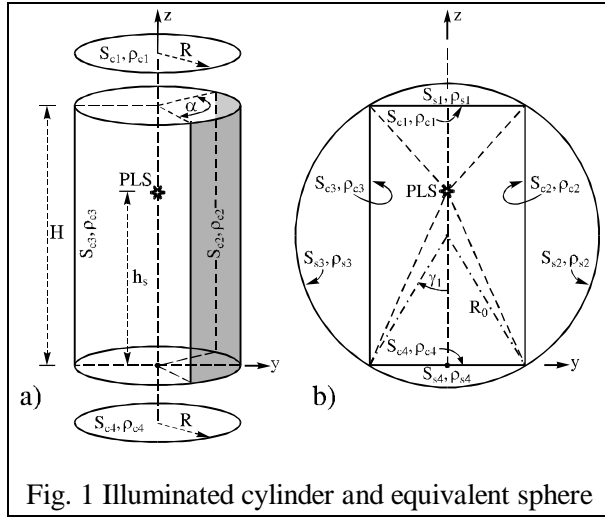 z
S_c1, ρ_c1
R
α
PLS
H
S_c3, ρ_c3
S_c2, ρ_c2
h_s
y
a)
S_c4, ρ_c4
R
z
S_s1, ρ_s1
S_c1, ρ_c1
PLS
S_c3, ρ_c3
S_c2, ρ_c2
S_s3, ρ_s3
S_s2, ρ_s2
γ_1
R_0
S_c4, ρ_c4
y
S_s4, ρ_s4
b)
Fig. 1 Illuminated cylinder and equivalent sphere